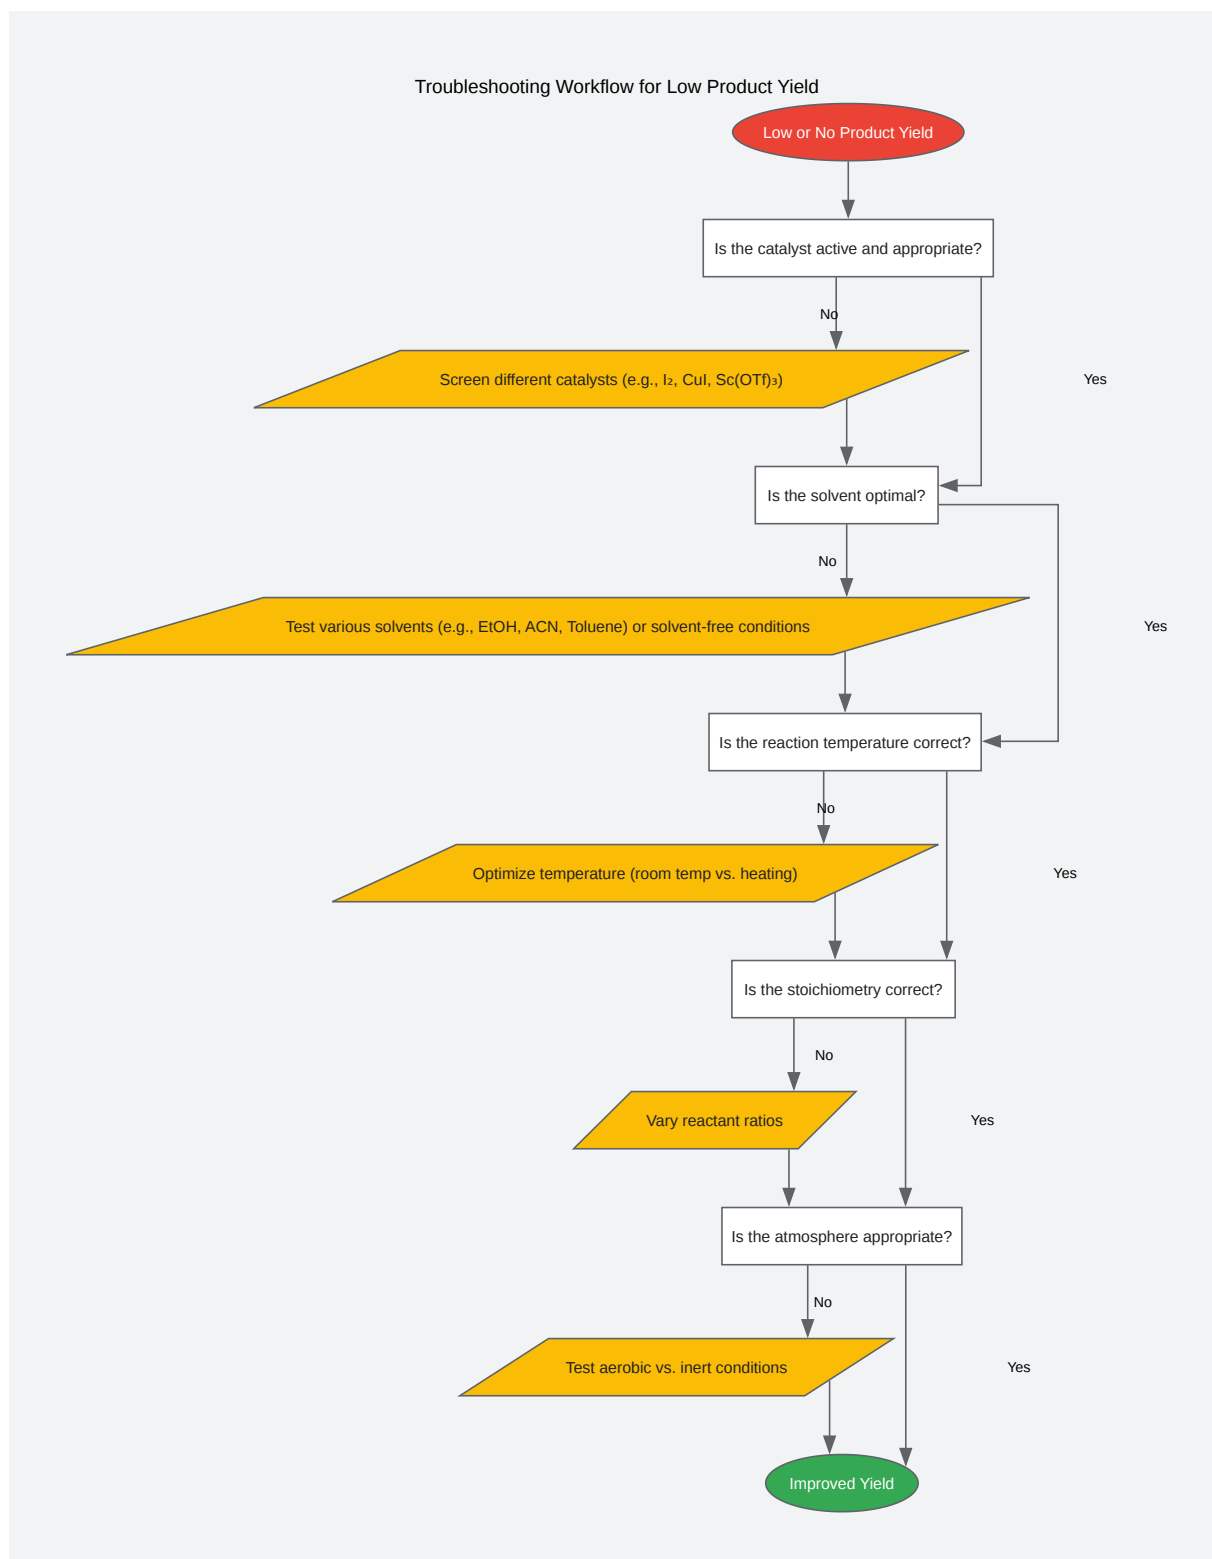 Troubleshooting Workflow for Low Product Yield
Low or No Product Yield
Is the catalyst active and appropriate?
No
Screen different catalysts (e.g., I₂, CuI, Sc(OTf)₃)
Yes
Is the solvent optimal?
No
Test various solvents (e.g., EtOH, ACN, Toluene) or solvent-free conditions
Yes
Is the reaction temperature correct?
No
Optimize temperature (room temp vs. heating)
Yes
Is the stoichiometry correct?
No
Vary reactant ratios
Yes
Is the atmosphere appropriate?
No
Test aerobic vs. inert conditions
Yes
Improved Yield